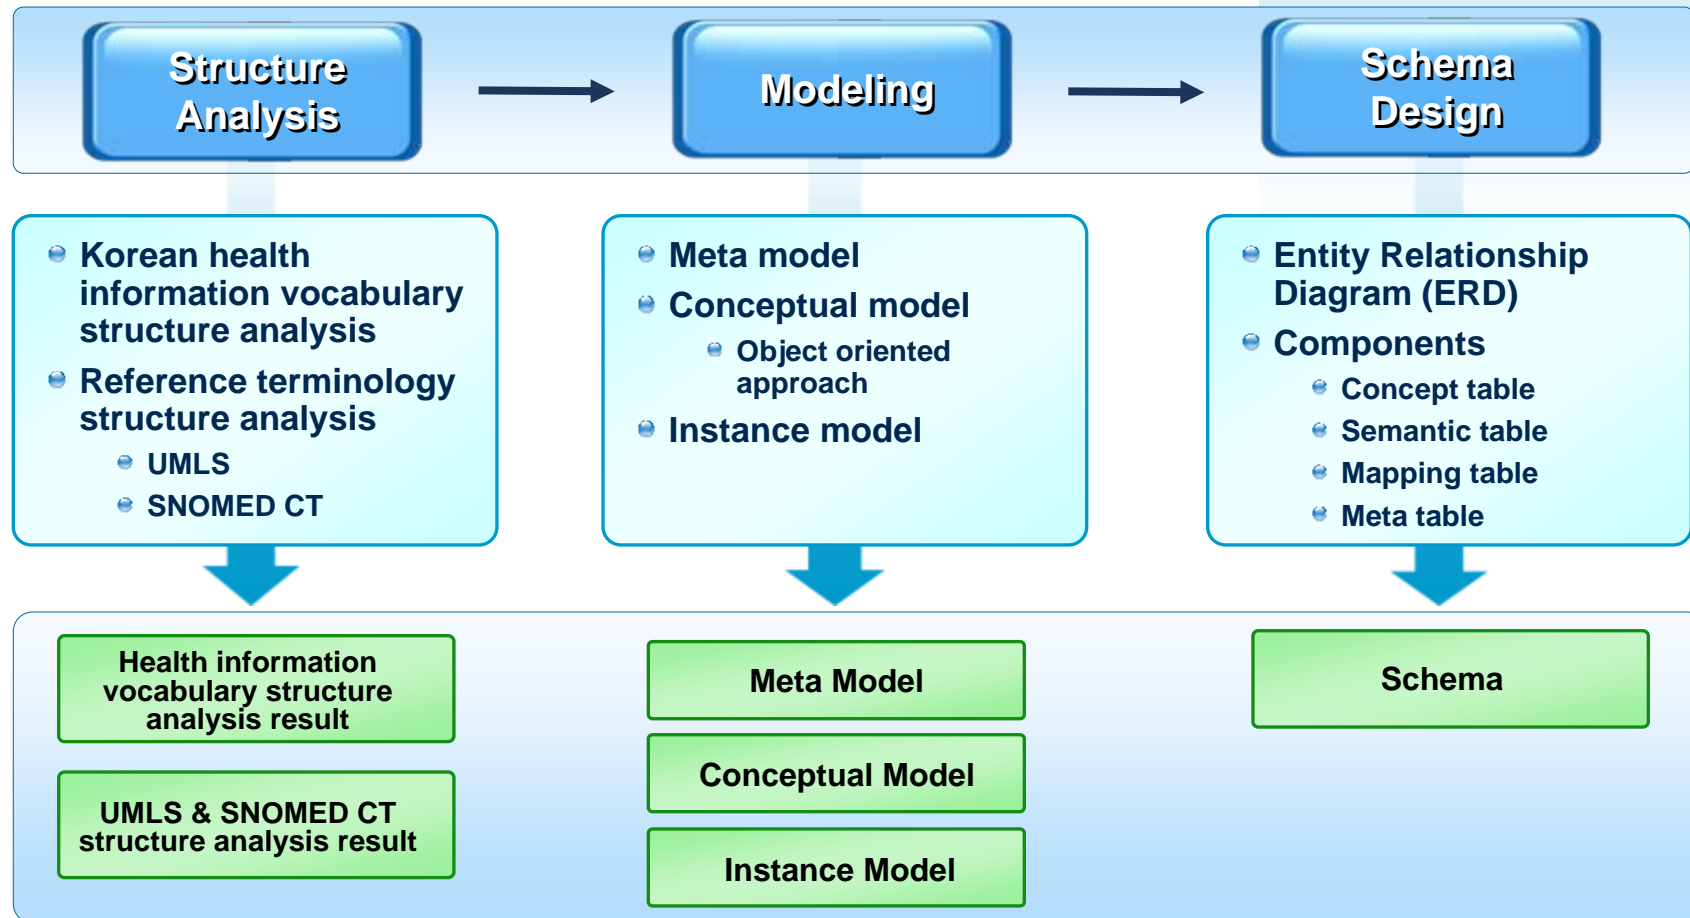 Structure
Analysis
Modeling
Schema
Design
Korean health
information vocabulary
structure analysis
Reference terminology
structure analysis
UMLS
SNOMED CT
Meta model
Conceptual model
Object oriented
approach
Instance model
Entity Relationship
Diagram (ERD)
Components
Concept table
Semantic table
Mapping table
Meta table
Health information
vocabulary structure
analysis result
UMLS & SNOMED CT
structure analysis result
Meta Model
Conceptual Model
Instance Model
Schema